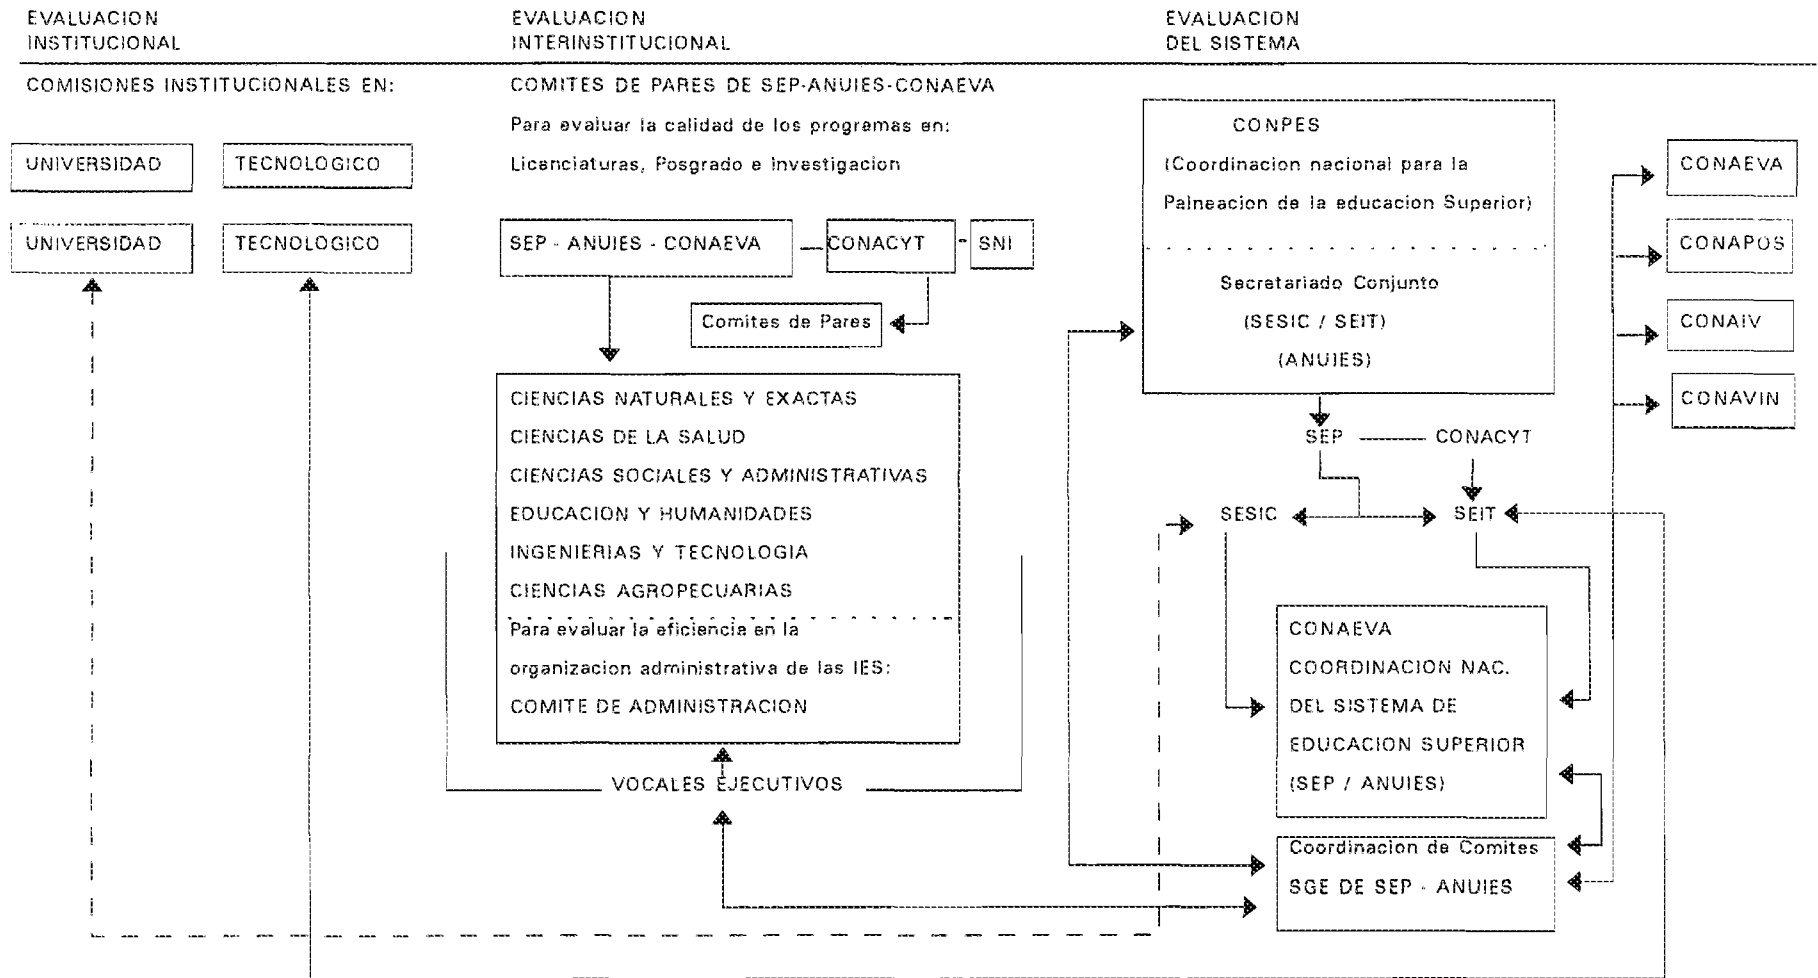 EVALUACION
INSTITUCIONAL
EVALUACION
INTERINSTITUCIONAL
EVALUACION
DEL SISTEMA
COMISIONES INSTITUCIONALES EN:
UNIVERSIDAD
TECNOLOGICO
UNIVERSIDAD
TECNOLOGICO
COMITES DE PARES DE SEP-ANUIES-CONAEVA
Para evaluar la calidad de los programas en:
Licenciaturas, Posgrado e Investigacion
SEP - ANUIES - CONAEVA
CONACYT
SNI
Comites de Pares
CIENCIAS NATURALES Y EXACTAS
CIENCIAS DE LA SALUD
CIENCIAS SOCIALES Y ADMINISTRATIVAS
EDUCACION Y HUMANIDADES
INGENIERIAS Y TECNOLOGIA
CIENCIAS AGROPECUARIAS
Para evaluar la eficiencia en la
organizacion administrativa de las IES:
COMITE DE ADMINISTRACION
VOCALES EJECUTIVOS
CONPES
(Coordinacion nacional para la
Palneacion de la educacion Superior)
Secretariado Conjunto
(SESIC / SEIT)
(ANUIES)
SEP
CONACYT
SESIC
SEIT
CONAEVA
COORDINACION NAC.
DEL SISTEMA DE
EDUCACION SUPERIOR
(SEP / ANUIES)
Coordinacion de Comites
SGE DE SEP - ANUIES
CONAEVA
CONAPOS
CONAIV
CONAVIN